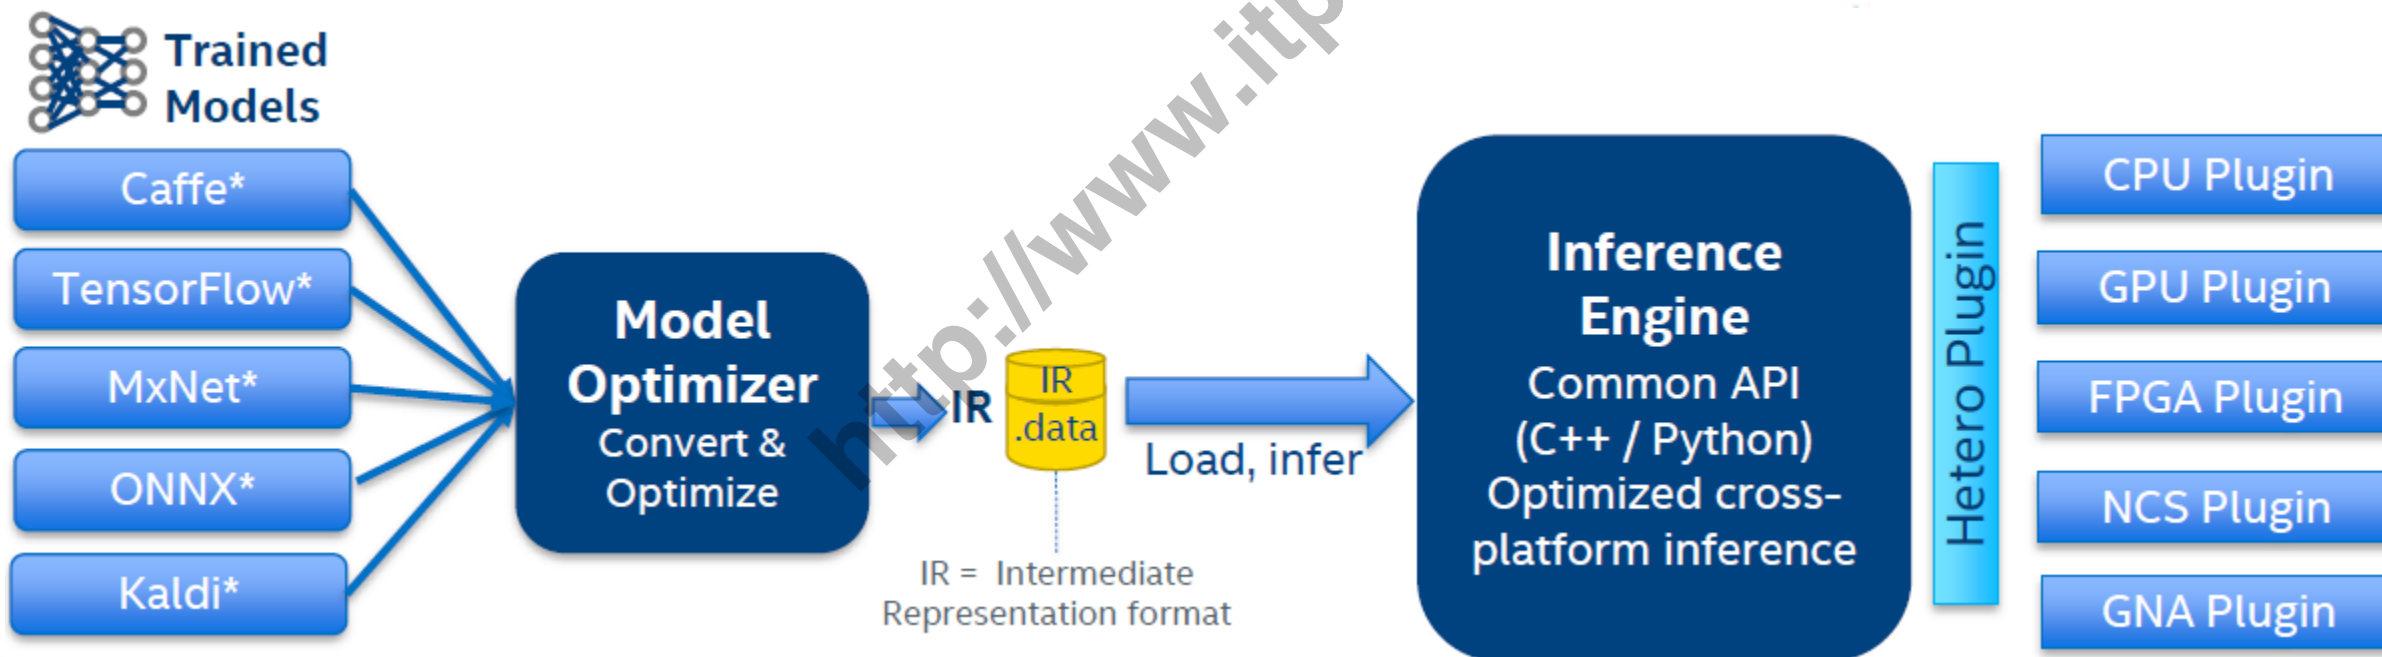 Trained
Models
Caffe*
TensorFlow*
MxNet*
ONNX*
Kaldi*
Model
Optimizer
Convert &
Optimize
IR
IR
.data
Load, infer
IR = Intermediate
Representation format
http://www.itp
Inference
Engine
Common API
(C++ / Python)
Optimized cross-
platform inference
Hetero Plugin
CPU Plugin
GPU Plugin
FPGA Plugin
NCS Plugin
GNA Plugin